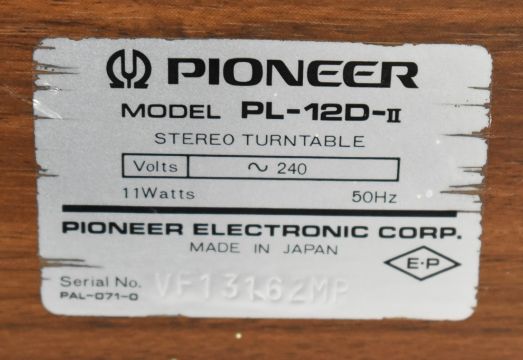 PIONEER
MODEL PL-12D-II
STEREO TURNTABLE
Volts ~ 240
11Watts 50Hz
PIONEER ELECTRONIC CORP.
MADE IN JAPAN
E·P
Serial No. VF13162MP
PAL-071-0